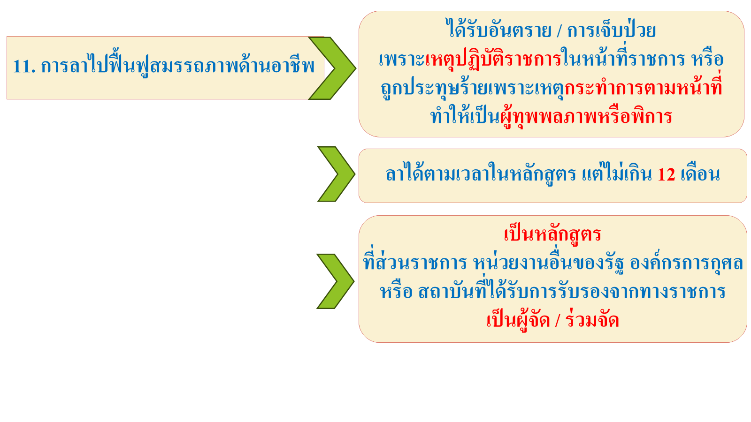 11. การลาไปฟื้นฟูสมรรถภาพด้านอาชีพ
ได้รับอันตราย / การเจ็บป่วย
เพราะเหตุปฏิบัติราชการในหน้าที่ราชการ หรือ
ถูกประทุษร้ายเพราะเหตุกระทำการตามหน้าที่
ทำให้เป็นผู้ทุพพลภาพหรือพิการ
ลาได้ตามเวลาในหลักสูตร แต่ไม่เกิน 12 เดือน
เป็นหลักสูตร
ที่ส่วนราชการ หน่วยงานอื่นของรัฐ องค์กรการกุศล
หรือ สถาบันที่ได้รับการรับรองจากทางราชการ
เป็นผู้จัด / ร่วมจัด